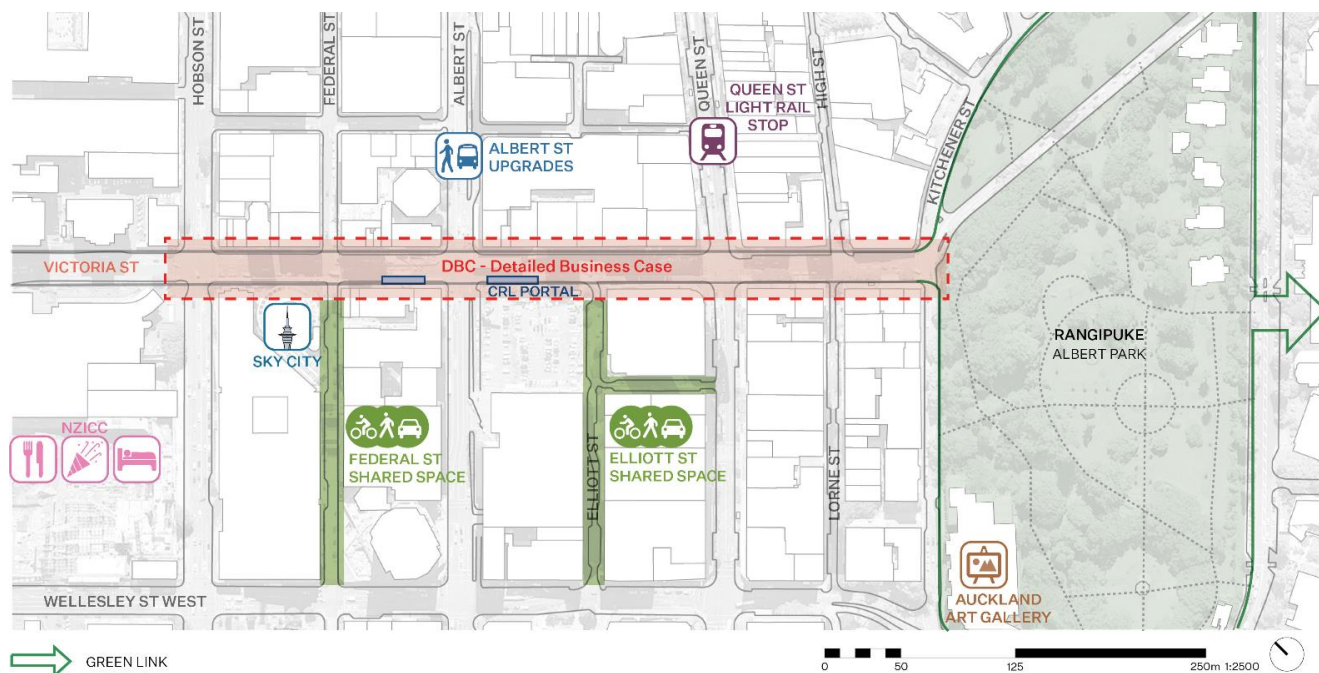 HOBSON ST
FEDERAL ST
ALBERT ST
QUEEN ST
HIGH ST
KITCHENER ST
QUEEN ST
LIGHT RAIL
STOP
ALBERT ST
UPGRADES
VICTORIA ST
DBC - Detailed Business Case
CRL PORTAL
SKY CITY
RANGIPUKE
ALBERT PARK
NZICC
FEDERAL ST
SHARED SPACE
ELLIOTT ST
ELLIOTT ST
SHARED SPACE
LORNE ST
WELLESLEY ST WEST
AUCKLAND
ART GALLERY
GREEN LINK
0 50 125 250m 1:2500